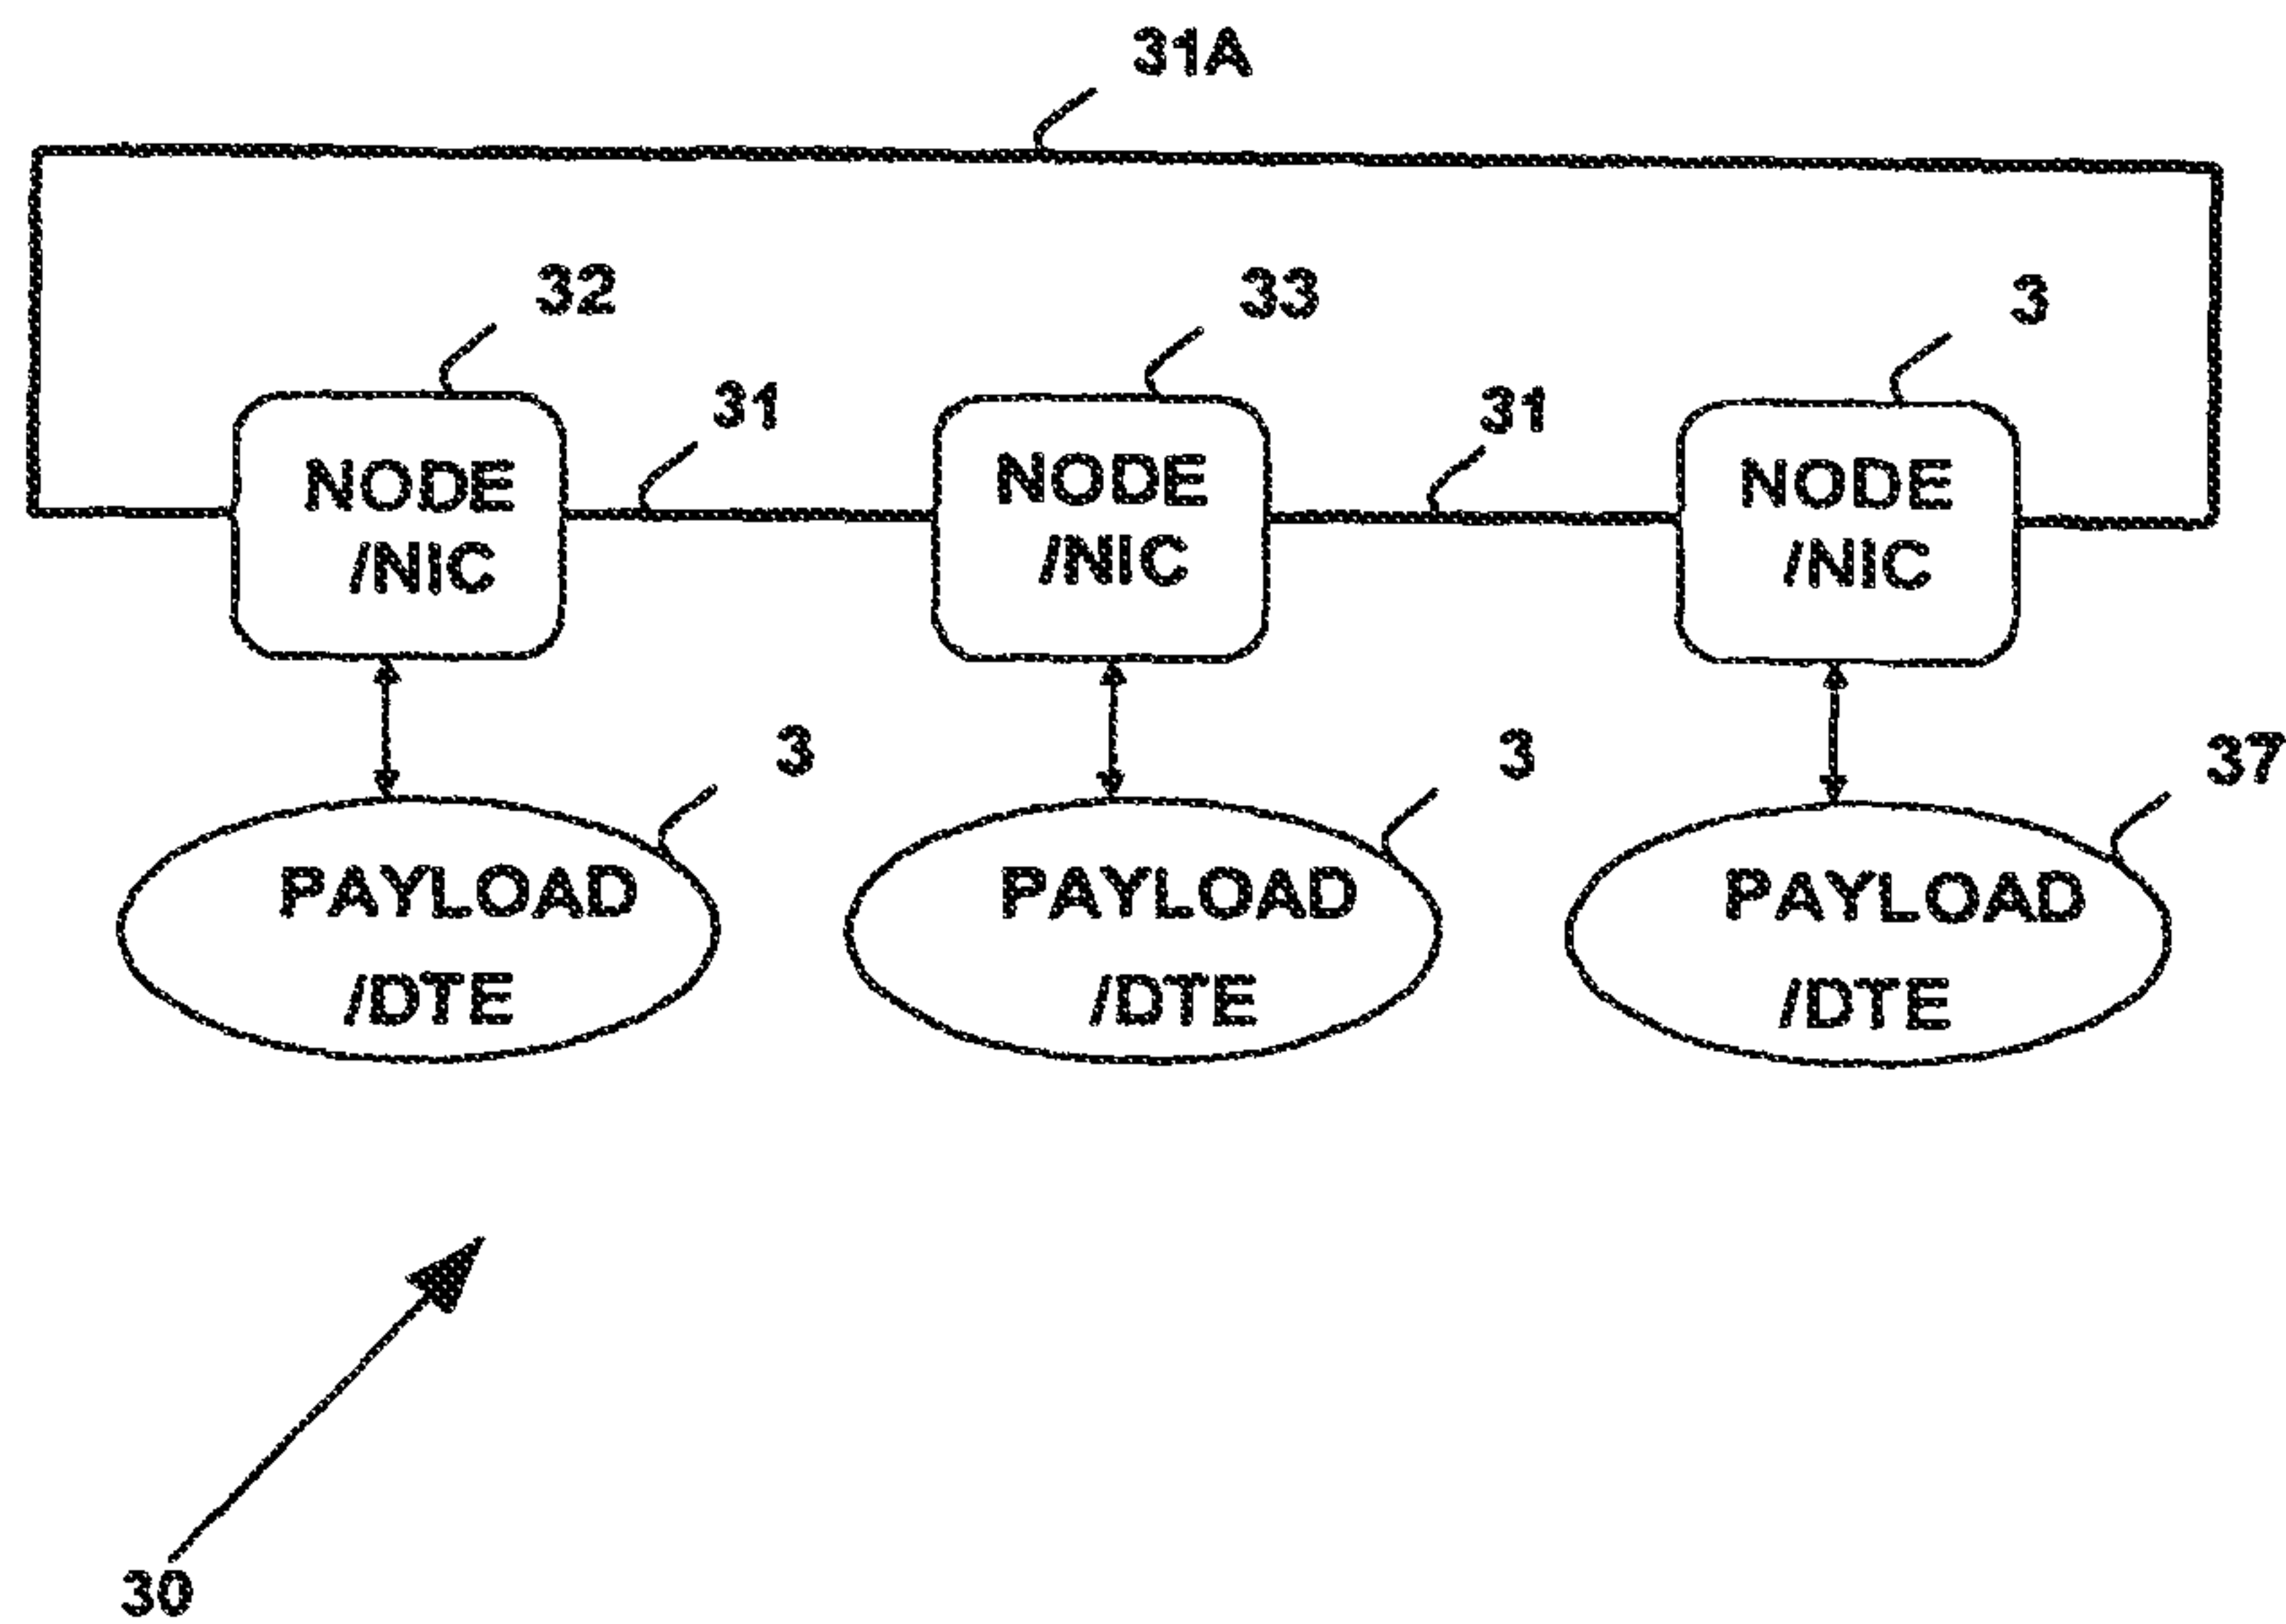 31A
32
33
3
31
31
NODE
/NIC
NODE
/NIC
NODE
/NIC
3
3
37
PAYLOAD
/DTE
PAYLOAD
/DTE
PAYLOAD
/DTE
30